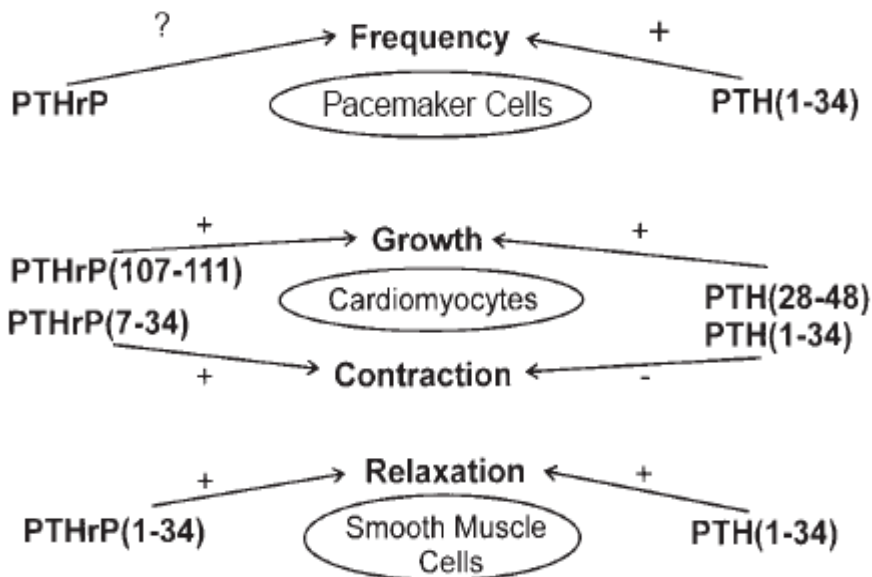 ? Frequency +
PTHrP Pacemaker Cells PTH(1-34)
+ Growth +
PTHrP(107-111) Cardiomyocytes PTH(28-48)
PTHrP(7-34) PTH(1-34)
+ Contraction -
+ Relaxation +
PTHrP(1-34) Smooth Muscle PTH(1-34)
Cells